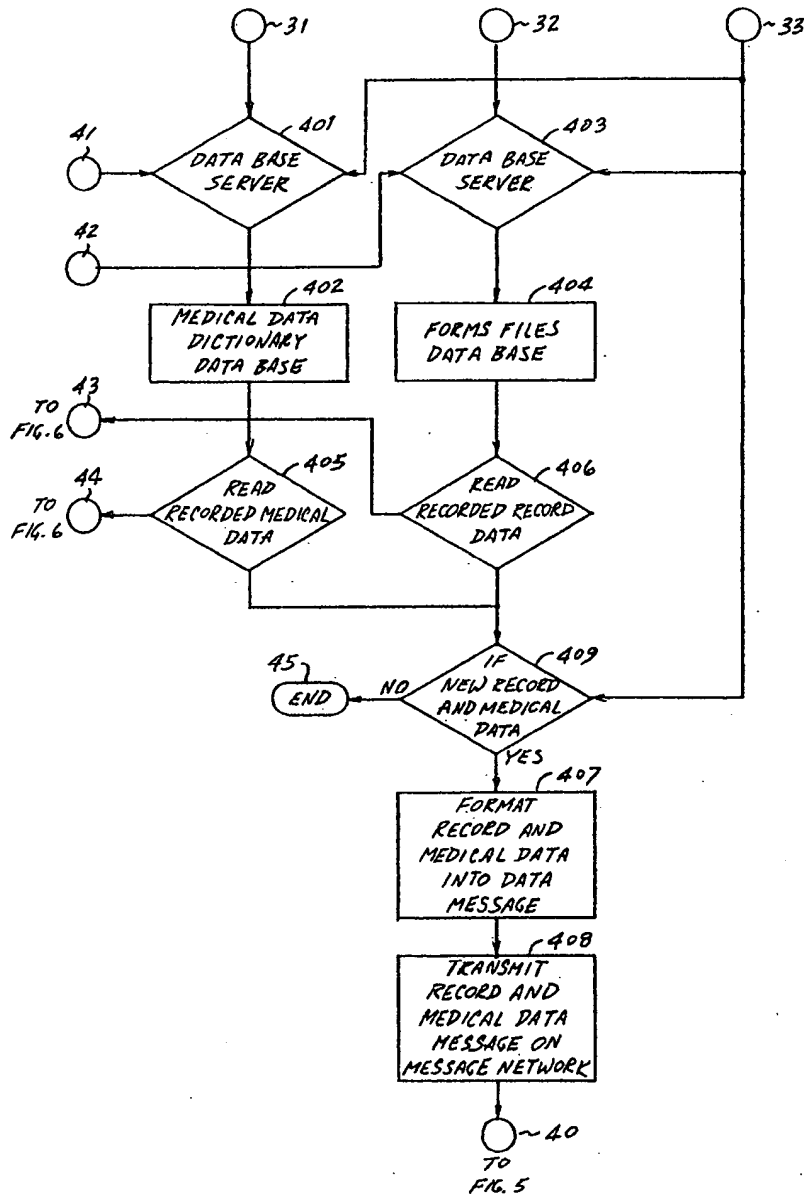 31
32
33
41
401
DATA BASE
SERVER
403
DATA BASE
SERVER
42
402
MEDICAL DATA
DICTIONARY
DATA BASE
404
FORMS FILES
DATA BASE
43
TO
FIG. 6
405
READ
RECORDED MEDICAL
DATA
406
READ
RECORDED RECORD
DATA
44
TO
FIG. 6
409
IF
NEW RECORD
AND MEDICAL
DATA
45
END
NO
YES
407
FORMAT
RECORD AND
MEDICAL DATA
INTO DATA
MESSAGE
408
TRANSMIT
RECORD AND
MEDICAL DATA
MESSAGE ON
MESSAGE NETWORK
40
TO
FIG. 5